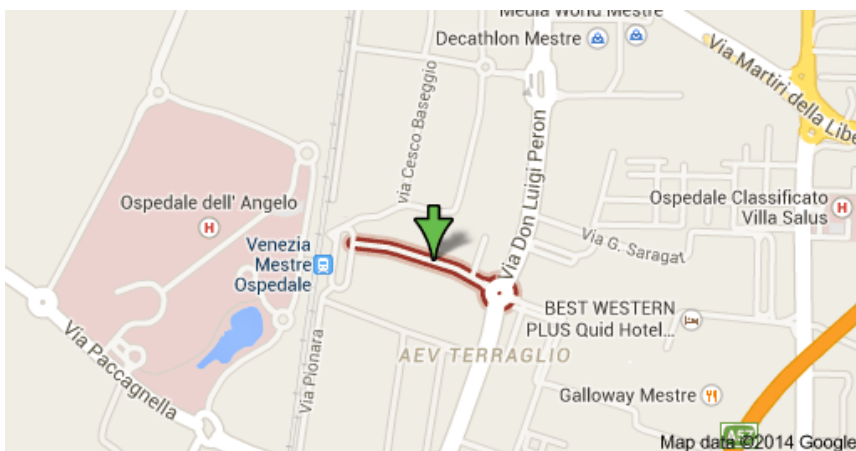 Media World Mestre
Decathlon Mestre
Via Martiri della Libe
via Cesco Baseggio
Via Don Luigi Peron
Ospedale dell' Angelo
H
Ospedale Classificato
Villa Salus
H
Via G. Saragat
Venezia
Mestre
Ospedale
BEST WESTERN
PLUS Quid Hotel...
AEV TERRAGLIO
Via Pionara
Via Paccagnella
Galloway Mestre
A57
Map data ©2014 Google